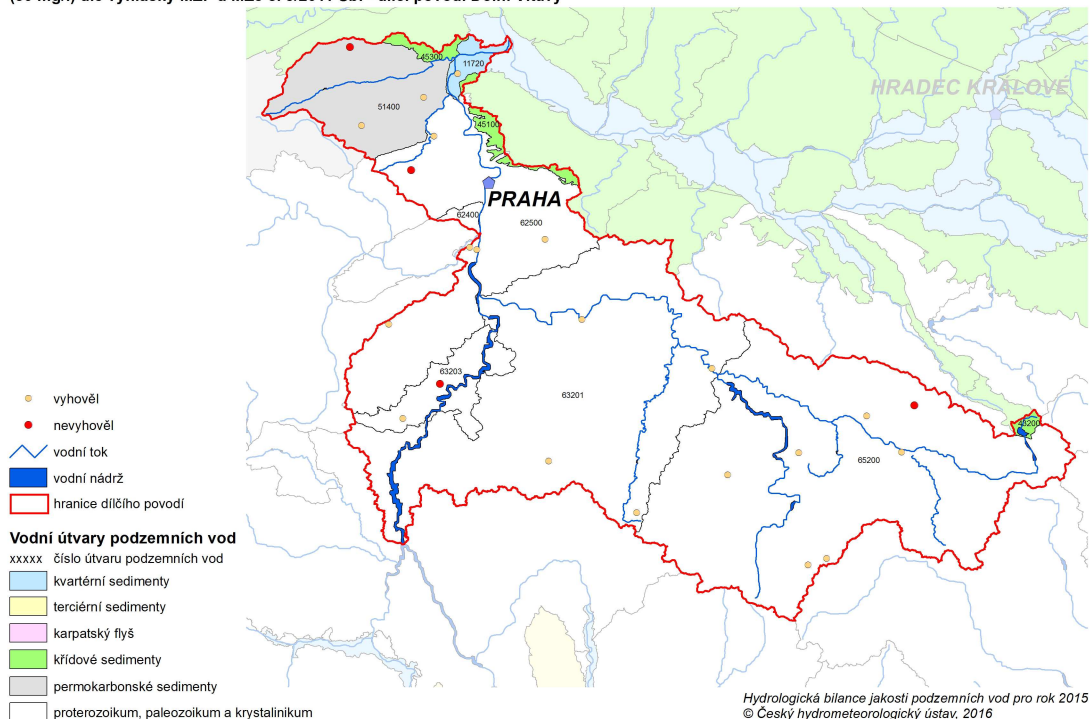 HRADEC KRÁLOVÉ
45300
11720
51400
45100
PRAHA
62400
62500
63203
63201
43200
65200
vyhověl
nevyhověl
vodní tok
vodní nádrž
hranice dílčího povodí
Vodní útvary podzemních vod
xxxxx číslo útvaru podzemních vod
kvartérní sedimenty
terciérní sedimenty
karpatský flyš
křídové sedimenty
permokarbonské sedimenty
proterozoikum, paleozoikum a krystalinikum
Hydrologická bilance jakosti podzemních vod pro rok 2015
© Český hydrometeorologický ústav, 2016